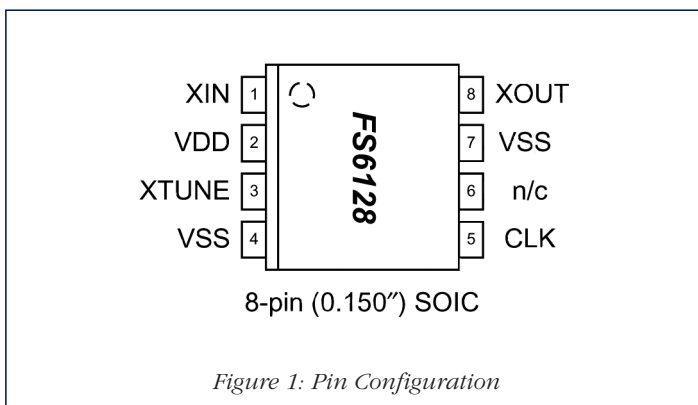 XIN 1 8 XOUT
VDD 2 7 VSS
XTUNE 3 6 n/c
VSS 4 5 CLK
FS6128
8-pin (0.150″) SOIC
Figure 1: Pin Configuration